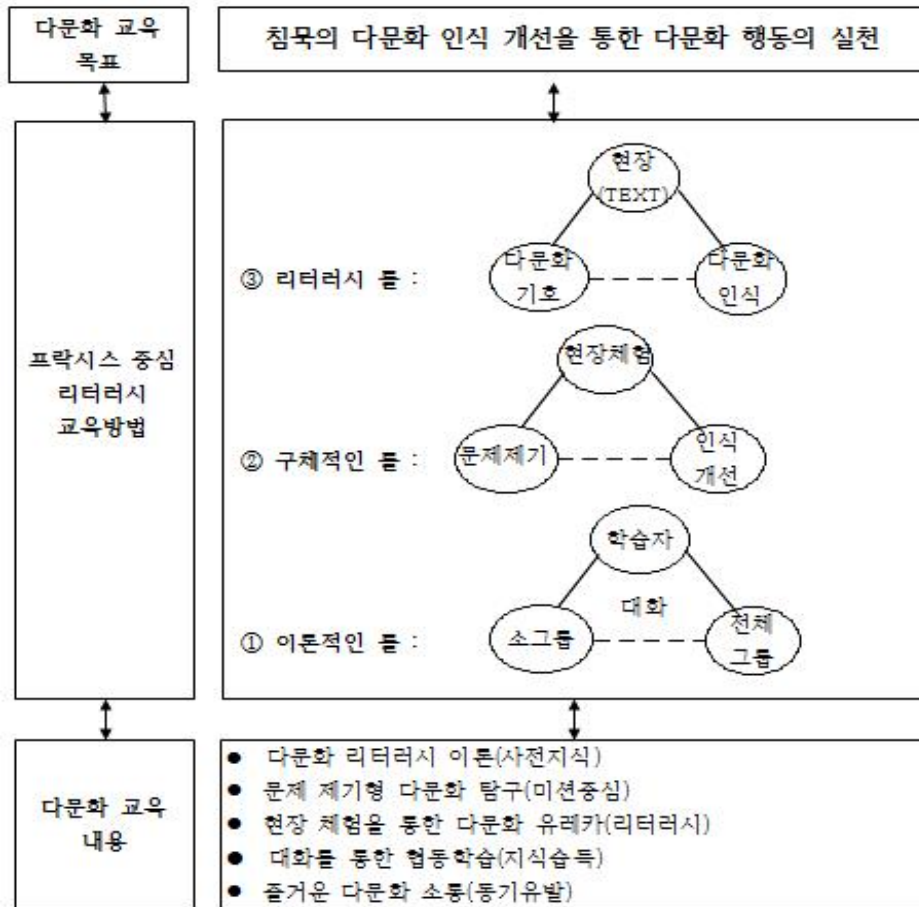 다문화 교육
목표
침묵의 다문화 인식 개선을 통한 다문화 행동의 실천
프락시스 중심
리터러시
교육방법
③ 리터러시 틀 :
현장
(TEXT)
다문화
기호
다문화
인식
② 구체적인 틀 :
현장체험
문제제기
인식
개선
① 이론적인 틀 :
학습자
대화
소그룹
전체
그룹
다문화 교육
내용
● 다문화 리터러시 이론(사전지식)
● 문제 제기형 다문화 탐구(미션중심)
● 현장 체험을 통한 다문화 유레카(리터러시)
● 대화를 통한 협동학습(지식습득)
● 즐거운 다문화 소통(동기유발)